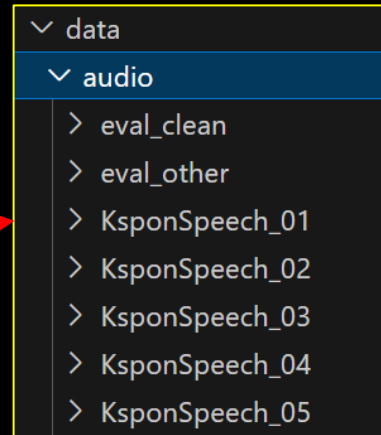 data
audio
eval_clean
eval_other
KsponSpeech_01
KsponSpeech_02
KsponSpeech_03
KsponSpeech_04
KsponSpeech_05